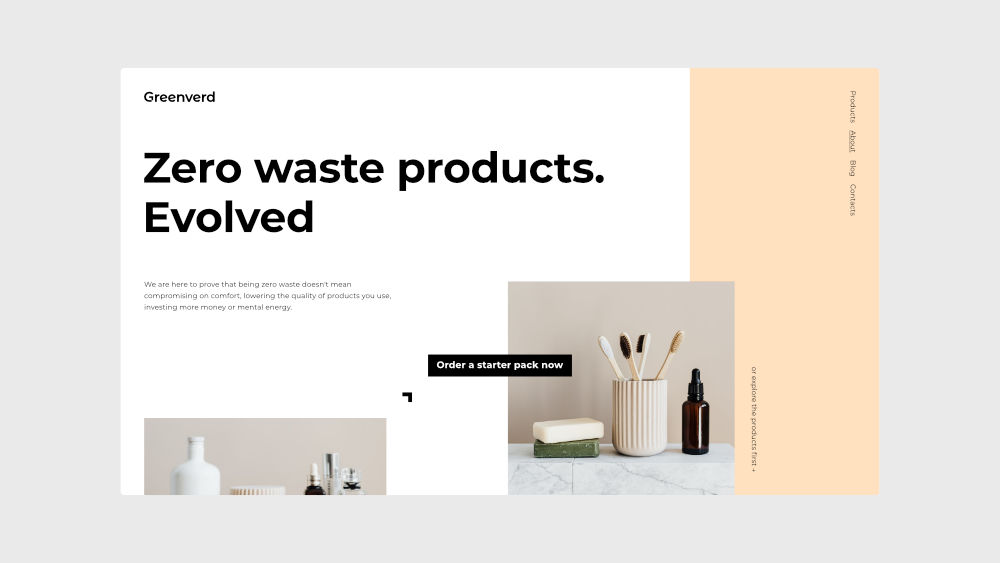 Greenverd
Products About Blog Contacts
Zero waste products.
Evolved
We are here to prove that being zero waste doesn't mean
compromising on comfort, lowering the quality of products you use,
investing more money or mental energy.
Order a starter pack now
or explore the products first →